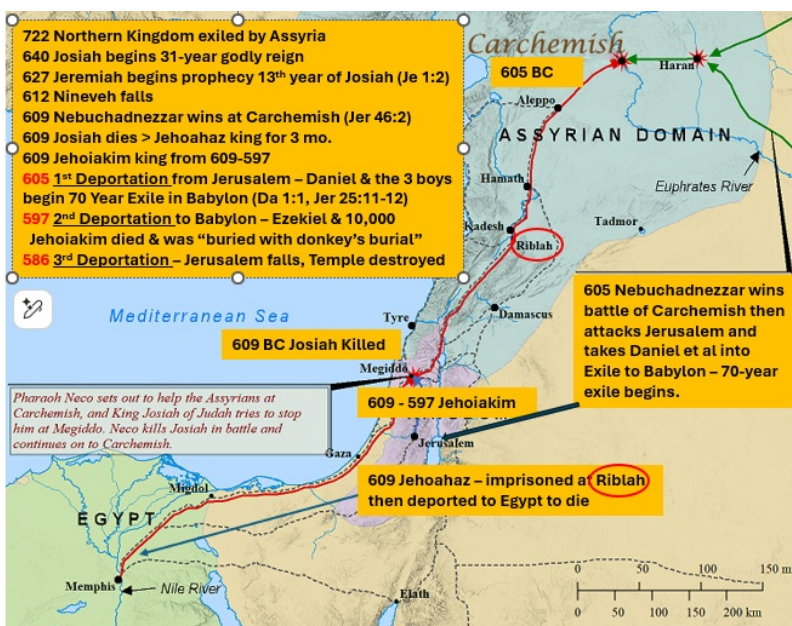 722 Northern Kingdom exiled by Assyria
640 Josiah begins 31-year godly reign
627 Jeremiah begins prophecy 13th year of Josiah (Je 1:2)
612 Nineveh falls
609 Nebuchadnezzar wins at Carchemish (Jer 46:2)
609 Josiah dies > Jehoahaz king for 3 mo.
609 Jehoiakim king from 609-597
605 1st Deportation from Jerusalem – Daniel & the 3 boys
begin 70 Year Exile in Babylon (Da 1:1, Jer 25:11-12)
597 2nd Deportation to Babylon – Ezekiel & 10,000
Jehoiakim died & was “buried with donkey’s burial”
586 3rd Deportation – Jerusalem falls, Temple destroyed
Carchemish
605 BC
Haran
Aleppo
ASSYRIAN DOMAIN
Hamath
Euphrates River
Kadesh
Tadmor
Riblah
605 Nebuchadnezzar wins
battle of Carchemish then
attacks Jerusalem and
takes Daniel et al into
Exile to Babylon – 70-year
exile begins.
Mediterranean Sea
Tyre
Damascus
609 BC Josiah Killed
Megiddo
Pharaoh Neco sets out to help the Assyrians at
Carchemish, and King Josiah of Judah tries to stop
him at Megiddo. Neco kills Josiah in battle and
continues on to Carchemish.
609 - 597 Jehoiakim
Jerusalem
Gaza
609 Jehoahaz – imprisoned at Riblah
then deported to Egypt to die
Migdol
EGYPT
Memphis
Nile River
Elath
0 50 100 150 m
0 50 100 150 200 km